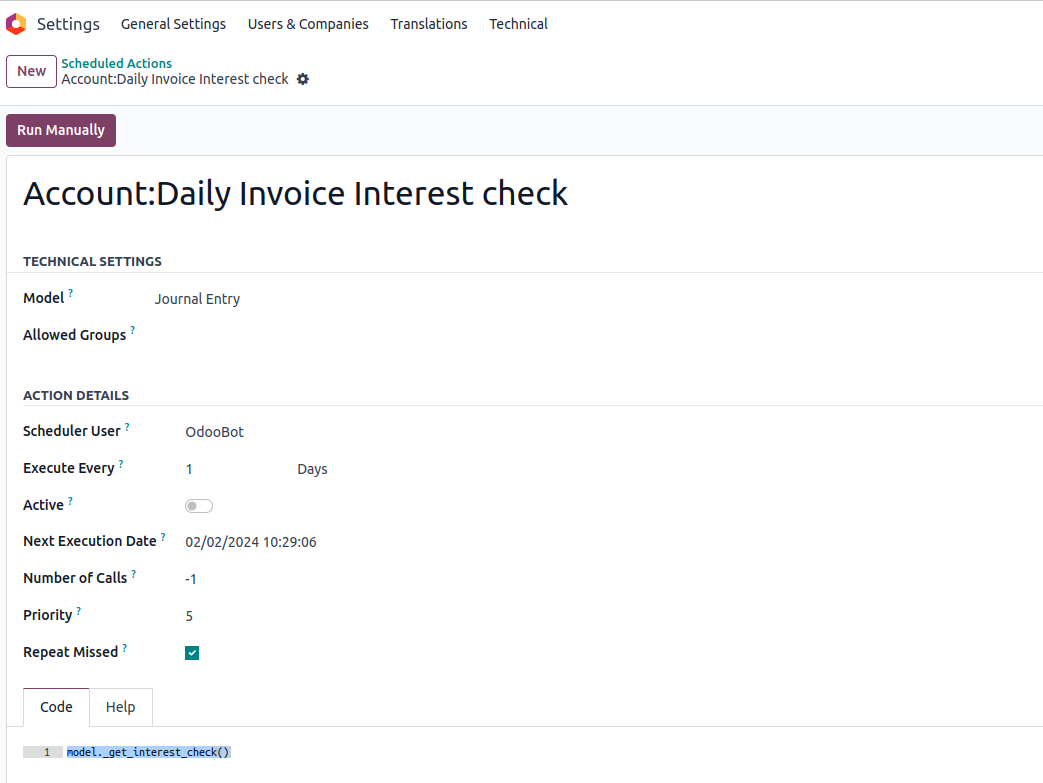 Settings General Settings Users & Companies Translations Technical
New Scheduled Actions
Account:Daily Invoice Interest check
Run Manually
Account:Daily Invoice Interest check
TECHNICAL SETTINGS
Model ? Journal Entry
Allowed Groups ?
ACTION DETAILS
Scheduler User ? OdooBot
Execute Every ? 1 Days
Active ?
Next Execution Date ? 02/02/2024 10:29:06
Number of Calls ? -1
Priority ? 5
Repeat Missed ?
Code Help
1 model._get_interest_check()